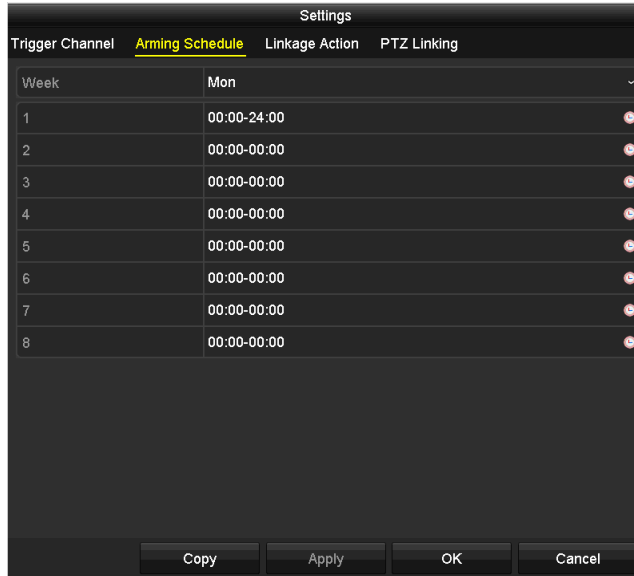 Settings
Trigger Channel Arming Schedule Linkage Action PTZ Linking
Week Mon
1 00:00-24:00
2 00:00-00:00
3 00:00-00:00
4 00:00-00:00
5 00:00-00:00
6 00:00-00:00
7 00:00-00:00
8 00:00-00:00
Copy Apply OK Cancel